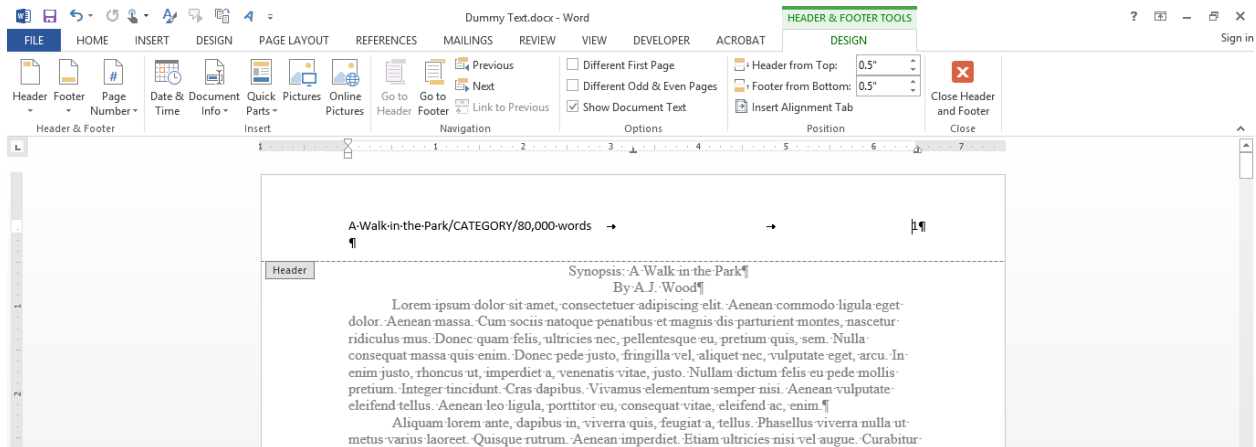 Dummy Text.docx - Word
HEADER & FOOTER TOOLS
?
FILE HOME INSERT DESIGN PAGE LAYOUT REFERENCES MAILINGS REVIEW VIEW DEVELOPER ACROBAT DESIGN Sign in
Header Footer Page Number
Header & Footer
Date & Time Document Info Quick Parts Pictures Online Pictures
Insert
Go to Header Go to Footer Previous
Next
Link to Previous
Navigation
Different First Page
Different Odd & Even Pages
Show Document Text
Options
Header from Top: 0.5"
Footer from Bottom: 0.5"
Insert Alignment Tab
Position
Close Header and Footer
Close
1 1 2 3 4 5 6 7
A·Walk·in·the·Park/CATEGORY/80,000·words → → 1¶
¶
Header
Synopsis:·A·Walk·in·the·Park¶
By·A.J.·Wood¶
Lorem·ipsum·dolor·sit·amet,·consectetuer·adipiscing·elit.·Aenean·commodo·ligula·eget·
dolor.·Aenean·massa.·Cum·sociis·natoque·penatibus·et·magnis·dis·parturient·montes,·nascetur·
ridiculus·mus.·Donec·quam·felis,·ultricies·nec,·pellentesque·eu,·pretium·quis,·sem.·Nulla·
consequat·massa·quis·enim.·Donec·pede·justo,·fringilla·vel,·aliquet·nec,·vulputate·eget,·arcu.·In·
enim·justo,·rhoncus·ut,·imperdiet·a,·venenatis·vitae,·justo.·Nullam·dictum·felis·eu·pede·mollis·
pretium.·Integer·tincidunt.·Cras·dapibus.·Vivamus·elementum·semper·nisi.·Aenean·vulputate·
eleifend·tellus.·Aenean·leo·ligula,·porttitor·eu,·consequat·vitae,·eleifend·ac,·enim.¶
Aliquam·lorem·ante,·dapibus·in,·viverra·quis,·feugiat·a,·tellus.·Phasellus·viverra·nulla·ut·
metus·varius·laoreet.·Quisque·rutrum.·Aenean·imperdiet.·Etiam·ultricies·nisi·vel·augue.·Curabitur·
1
2